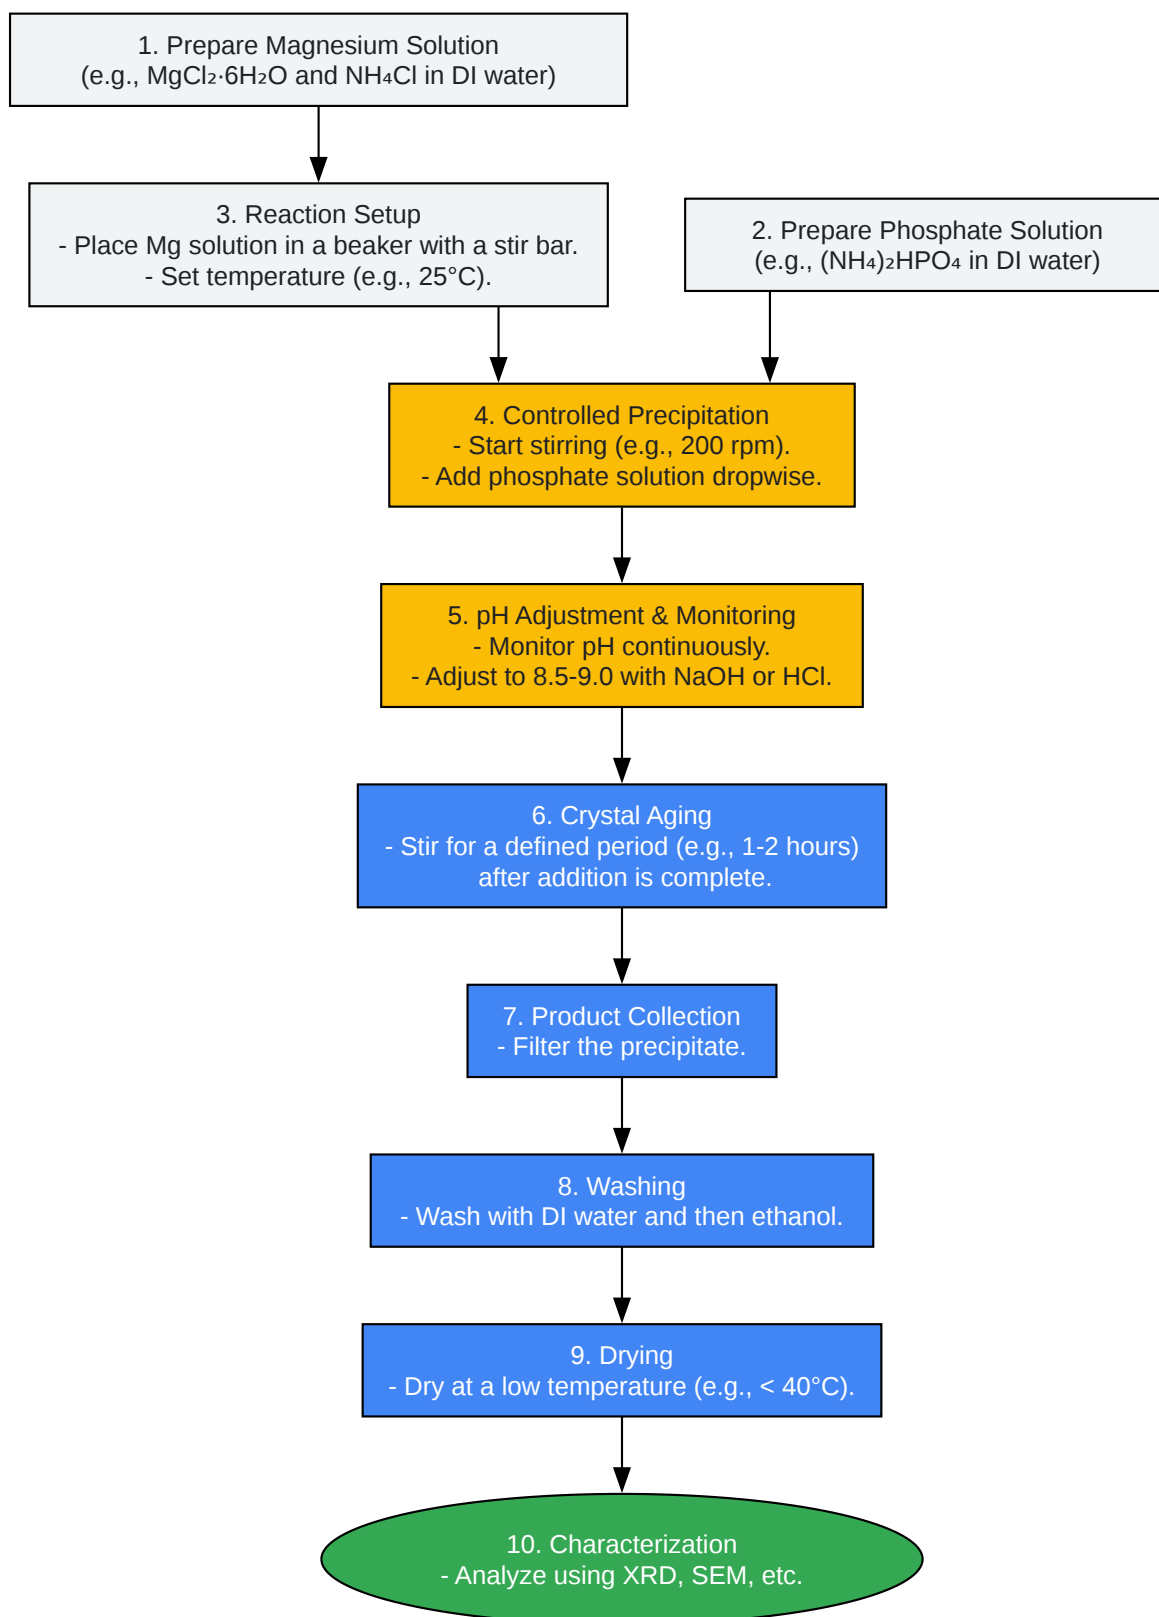 1. Prepare Magnesium Solution
(e.g., MgCl₂·6H₂O and NH₄Cl in DI water)
3. Reaction Setup
- Place Mg solution in a beaker with a stir bar.
- Set temperature (e.g., 25°C).
2. Prepare Phosphate Solution
(e.g., (NH₄)₂HPO₄ in DI water)
4. Controlled Precipitation
- Start stirring (e.g., 200 rpm).
- Add phosphate solution dropwise.
5. pH Adjustment & Monitoring
- Monitor pH continuously.
- Adjust to 8.5-9.0 with NaOH or HCl.
6. Crystal Aging
- Stir for a defined period (e.g., 1-2 hours)
after addition is complete.
7. Product Collection
- Filter the precipitate.
8. Washing
- Wash with DI water and then ethanol.
9. Drying
- Dry at a low temperature (e.g., < 40°C).
10. Characterization
- Analyze using XRD, SEM, etc.